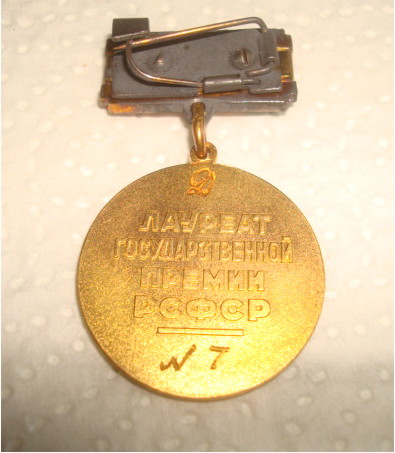 ЛАУРЕАТ
ГОСУДАРСТВЕННОЙ
ПРЕМИИ
РСФСР
№ 7